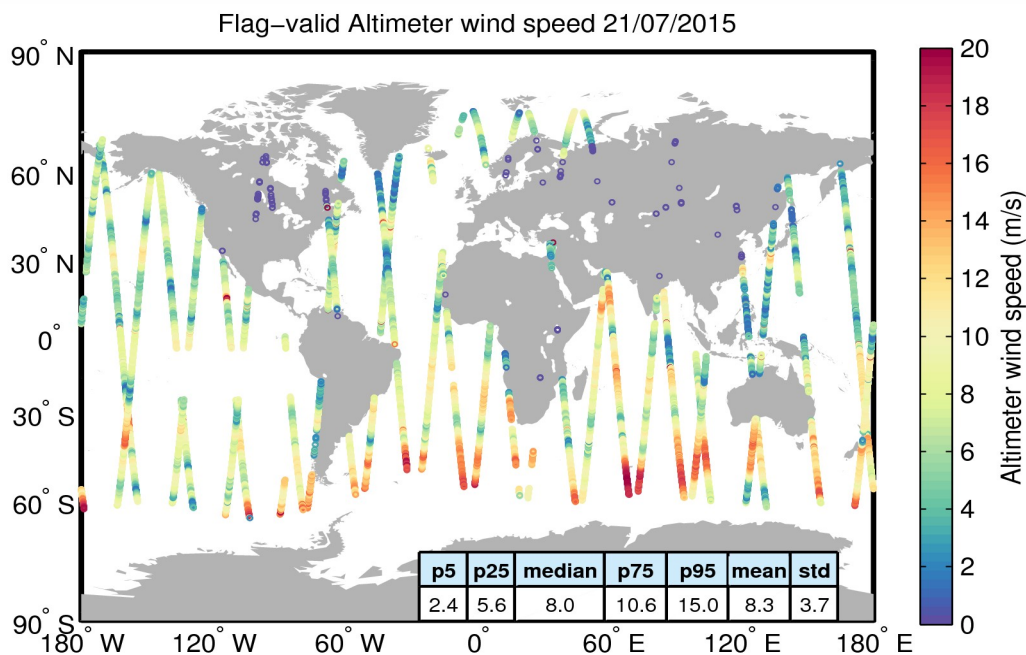 Flag−valid Altimeter wind speed 21/07/2015
90° N
60° N
30° N
0°
30° S
60° S
90° S
180° W
120° W
60° W
0°
60° E
120° E
180° E
p5 p25 median p75 p95 mean std
2.4 5.6 8.0 10.6 15.0 8.3 3.7
20
18
16
14
12
10
8
6
4
2
0
Altimeter wind speed (m/s)